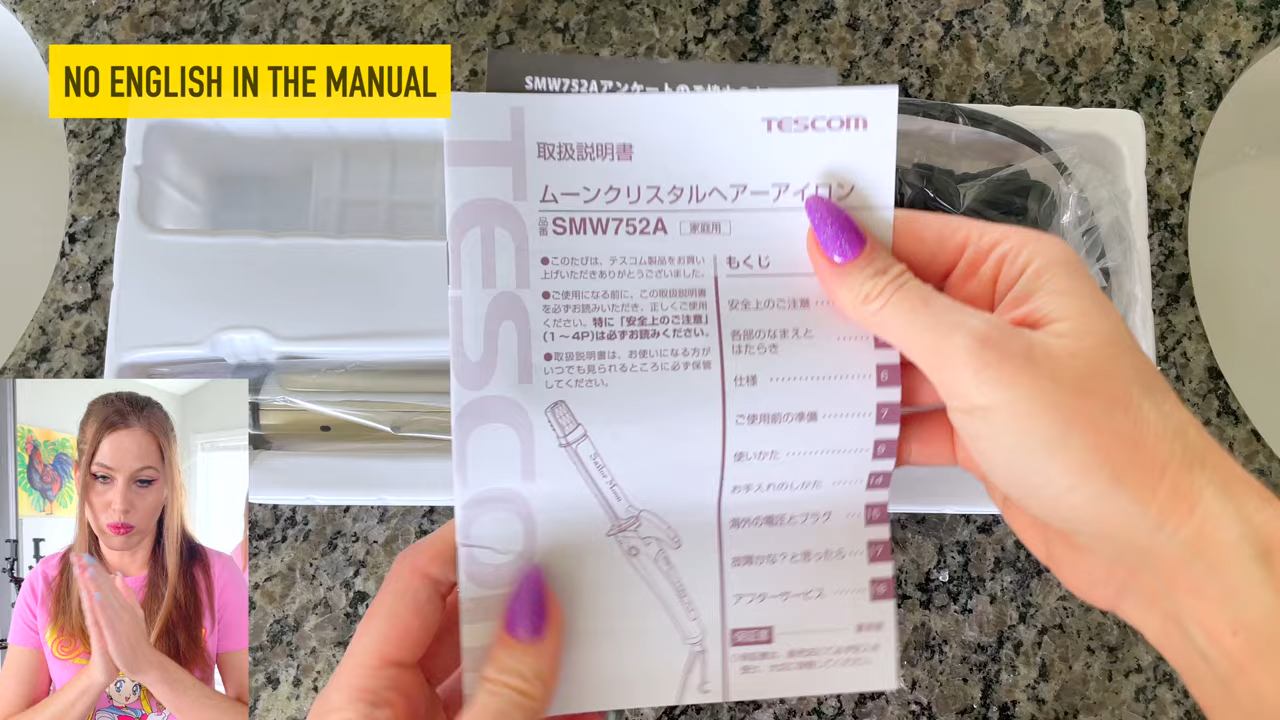 NO ENGLISH IN THE MANUAL
SMW752Aアンケートの
TESCOM
TESCOM
取扱説明書
ムーンクリスタルヘアーアイロン
品番 SMW752A 家庭用
●このたびは、テスコム製品をお買い
上げいただきありがとうございました。
●ご使用になる前に、この取扱説明書
を必ずお読みいただき、正しくご使用
ください。特に「安全上のご注意」
(1～4P)は必ずお読みください。
●取扱説明書は、お使いになる方が
いつでも見られるところに必ず保管
してください。
Sailor Moon
もくじ
安全上のご注意
各部のなまえと
はたらき
仕様 6
ご使用前の準備 7
使いかた 9
お手入れのしかた 14
海外の電圧とプラグ 16
故障かな?と思ったら 17
アフターサービス
保証書